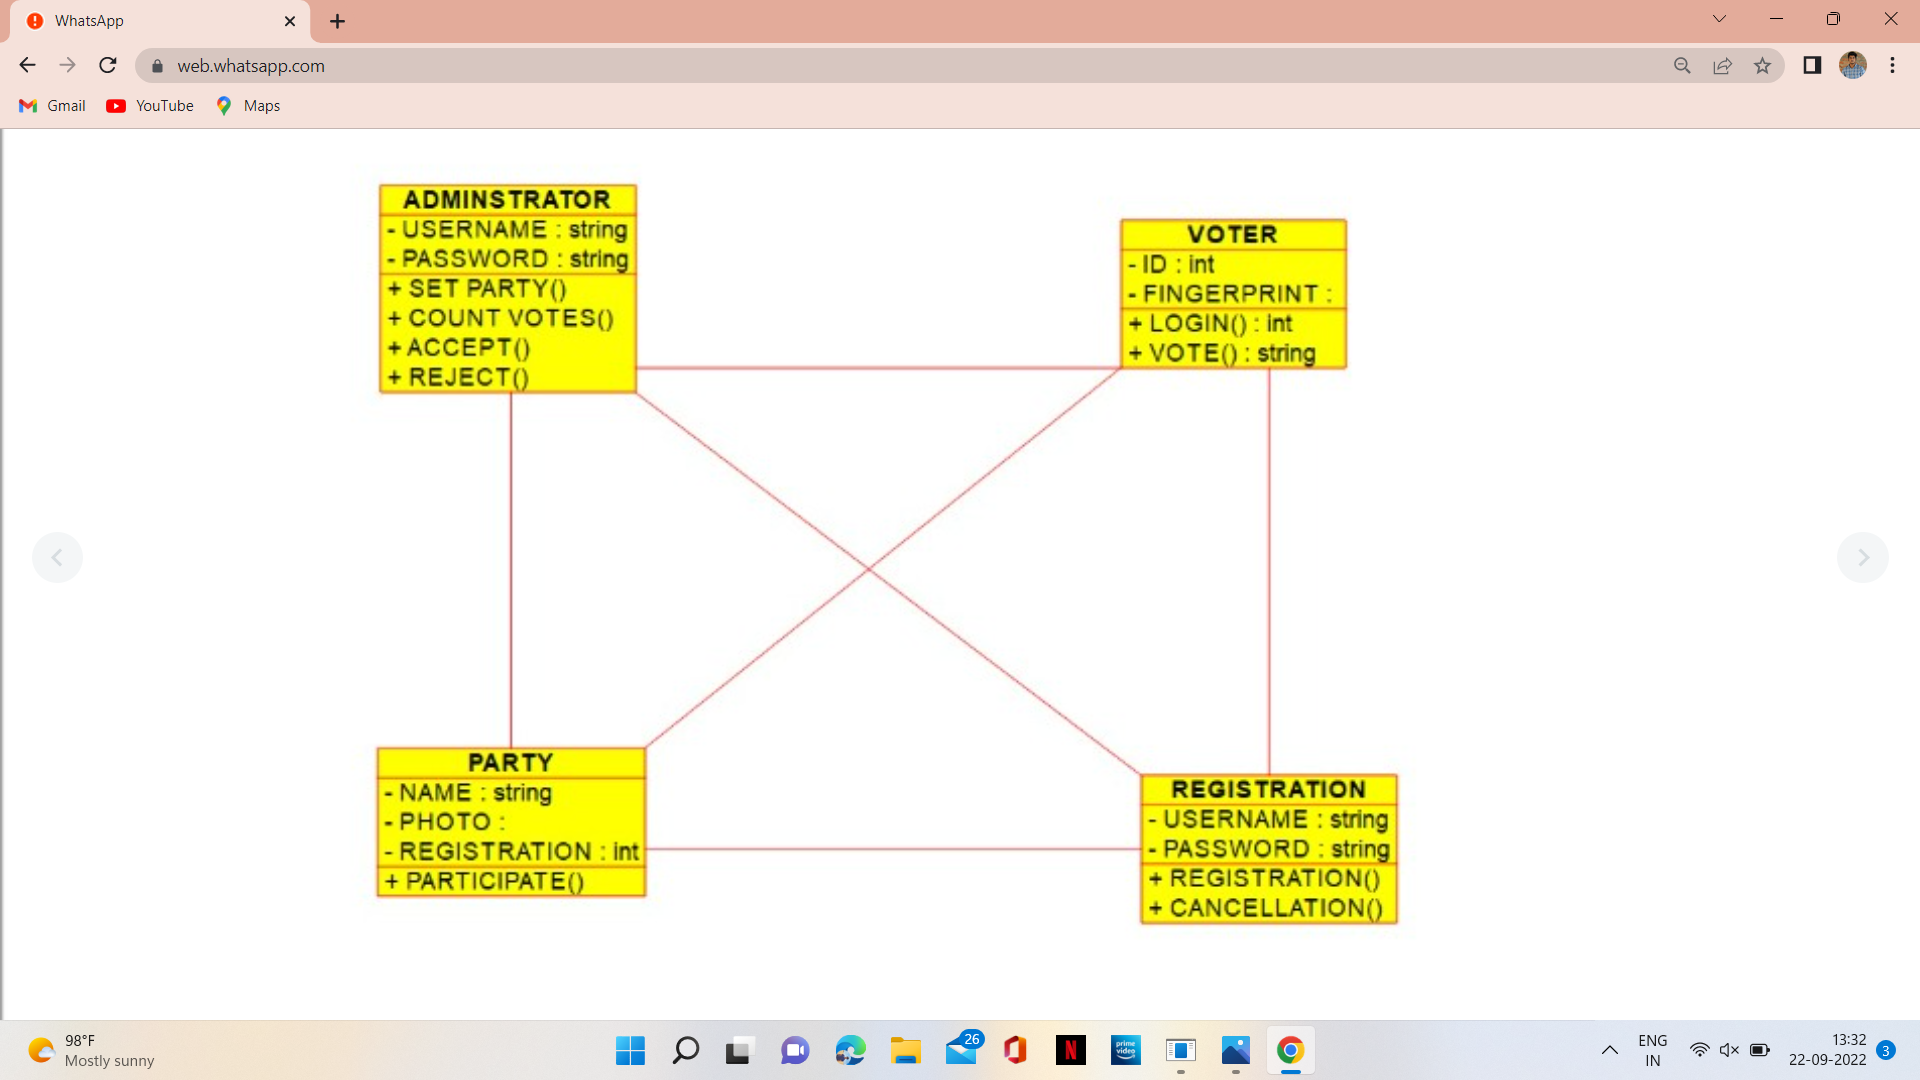 WhatsApp
web.whatsapp.com
Gmail
YouTube
Maps
ADMINSTRATOR
- USERNAME : string
- PASSWORD : string
+ SET PARTY()
+ COUNT VOTES()
+ ACCEPT()
+ REJECT()
VOTER
- ID : int
- FINGERPRINT :
+ LOGIN() : int
+ VOTE() : string
PARTY
- NAME : string
- PHOTO :
- REGISTRATION : int
+ PARTICIPATE()
REGISTRATION
- USERNAME : string
- PASSWORD : string
+ REGISTRATION()
+ CANCELLATION()
98°F
Mostly sunny
26
N
prime
video
ENG
IN
13:32
22-09-2022
3